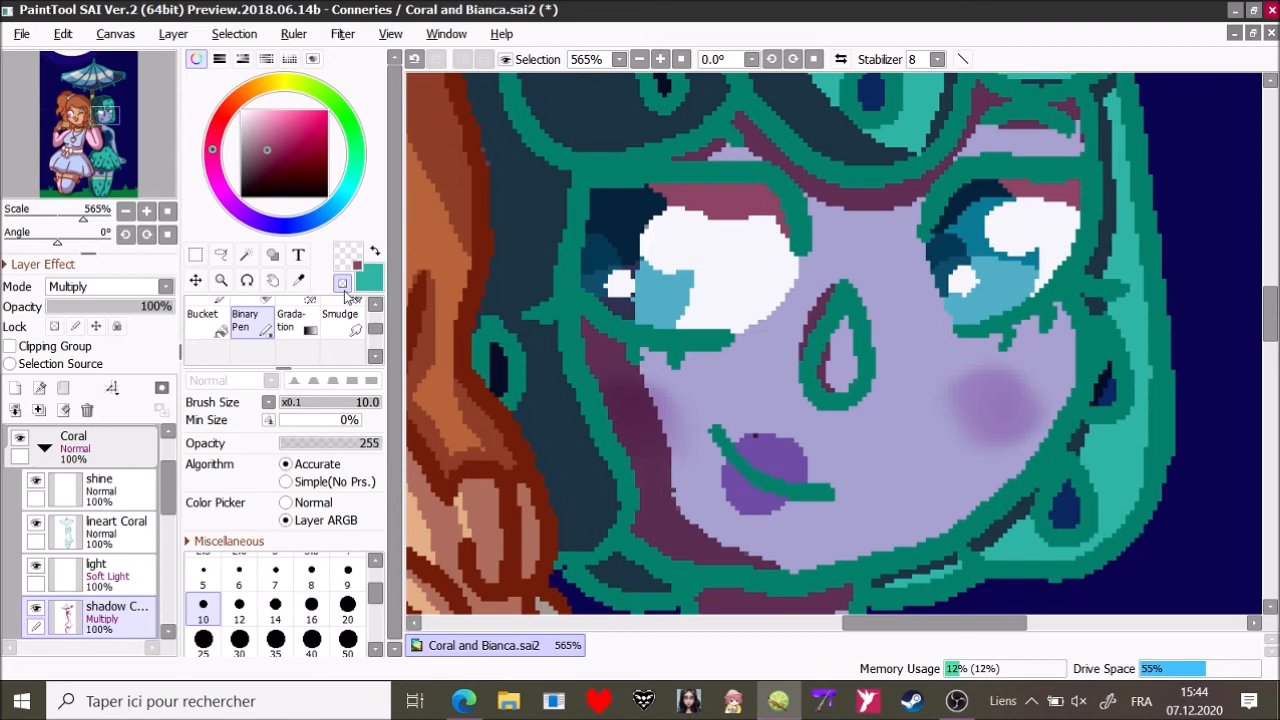 PaintTool SAI Ver.2 (64bit) Preview.2018.06.14b - Conneries / Coral and Bianca.sai2 (*)
File Edit Canvas Layer Selection Ruler Filter View Window Help
Selection 565% 0.0° Stabilizer 8
Scale 565%
Angle 0°
Layer Effect
Mode Multiply
Opacity 100%
Lock
Clipping Group
Selection Source
Coral
Normal
100%
shine
Normal
100%
lineart Coral
Normal
100%
light
Soft Light
100%
shadow C...
Multiply
100%
T
Bucket Binary Pen Grada-tion Smudge
Normal
Brush Size x0.1 10.0
Min Size 0%
Opacity 255
Algorithm Accurate
Simple(No Prs.)
Color Picker Normal
Layer ARGB
Miscellaneous
5 6 7 8 9
10 12 14 16 20
25 30 35 40 50
Coral and Bianca.sai2 565%
Memory Usage 12% (12%) Drive Space 55%
Taper ici pour rechercher
Liens FRA
15:44
07.12.2020